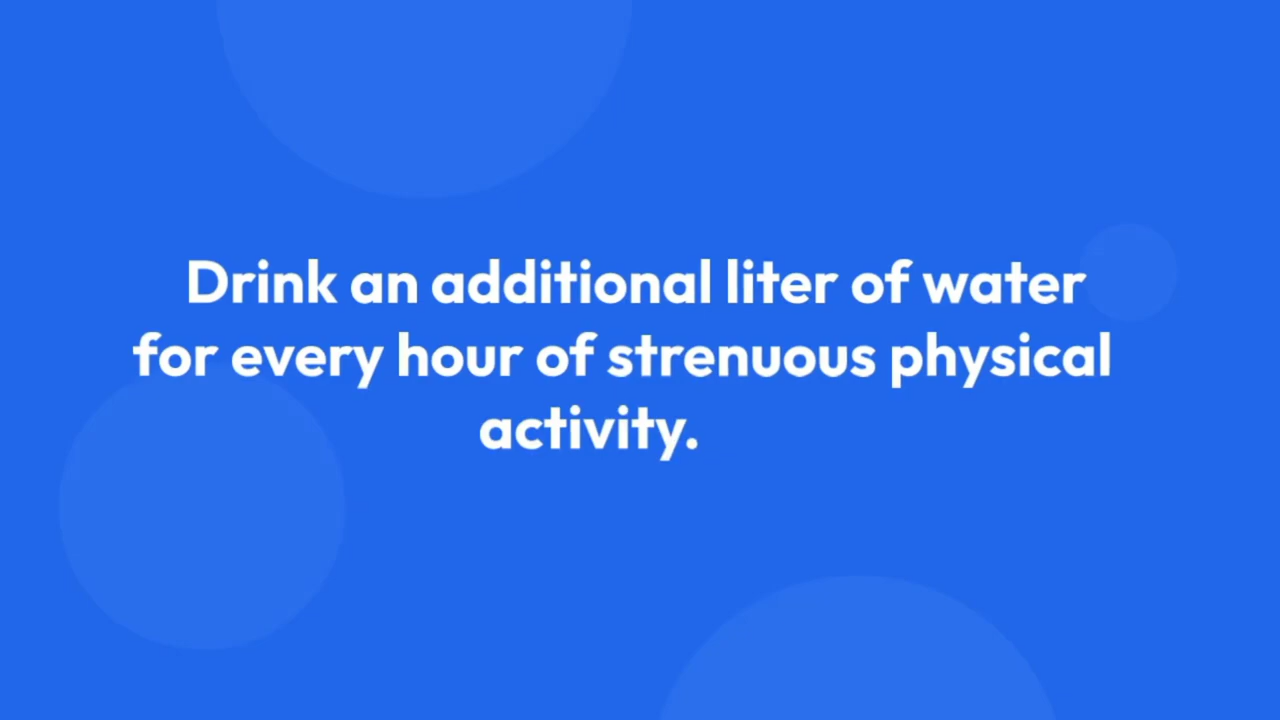 Drink an additional liter of water
for every hour of strenuous physical
activity.